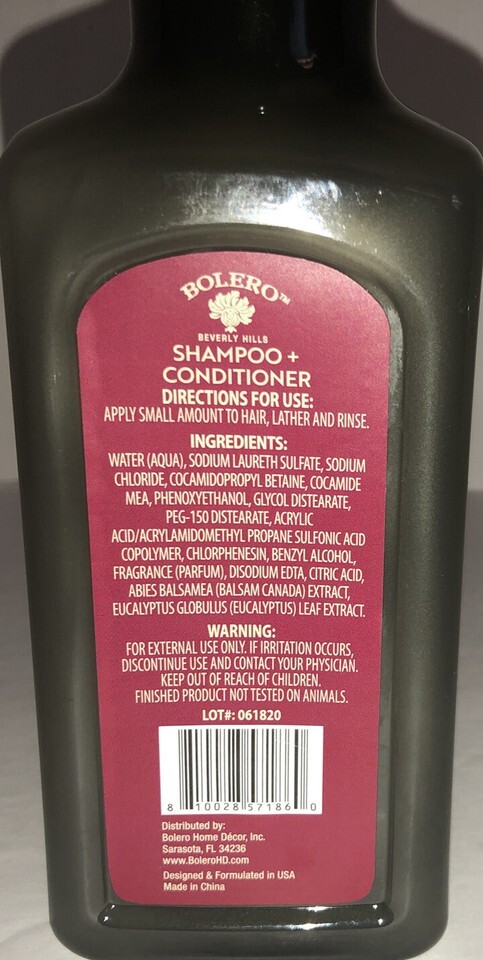 BOLERO™
BEVERLY HILLS
SHAMPOO +
CONDITIONER
DIRECTIONS FOR USE:
APPLY SMALL AMOUNT TO HAIR, LATHER AND RINSE.
INGREDIENTS:
WATER (AQUA), SODIUM LAURETH SULFATE, SODIUM
CHLORIDE, COCAMIDOPROPYL BETAINE, COCAMIDE
MEA, PHENOXYETHANOL, GLYCOL DISTEARATE,
PEG-150 DISTEARATE, ACRYLIC
ACID/ACRYLAMIDOMETHYL PROPANE SULFONIC ACID
COPOLYMER, CHLORPHENESIN, BENZYL ALCOHOL,
FRAGRANCE (PARFUM), DISODIUM EDTA, CITRIC ACID,
ABIES BALSAMEA (BALSAM CANADA) EXTRACT,
EUCALYPTUS GLOBULUS (EUCALYPTUS) LEAF EXTRACT.
WARNING:
FOR EXTERNAL USE ONLY. IF IRRITATION OCCURS,
DISCONTINUE USE AND CONTACT YOUR PHYSICIAN.
KEEP OUT OF REACH OF CHILDREN.
FINISHED PRODUCT NOT TESTED ON ANIMALS.
LOT#: 061820
8 10028 57186 0
Distributed by:
Bolero Home Décor, Inc.
Sarasota, FL 34236
www.BoleroHD.com
Designed & Formulated in USA
Made in China